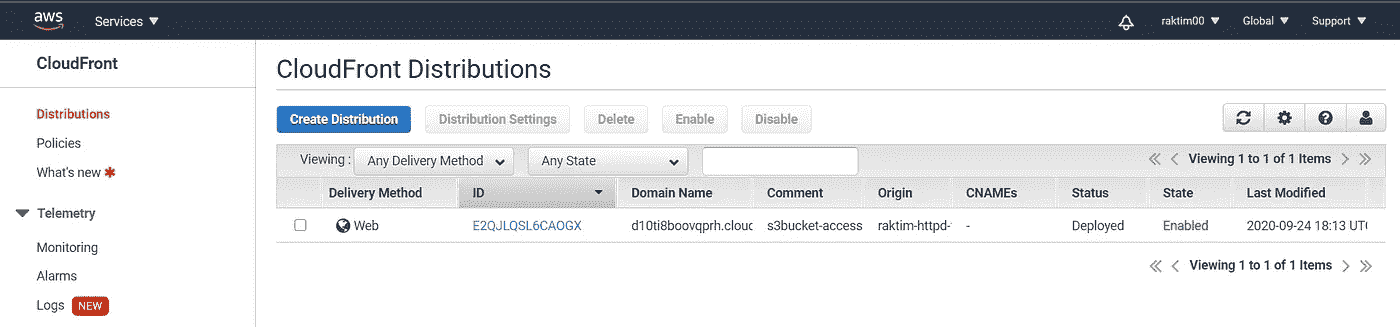 aws Services raktim00 Global Support
CloudFront
CloudFront Distributions
Distributions
Policies
What's new
Telemetry
Monitoring
Alarms
Logs NEW
Create Distribution Distribution Settings Delete Enable Disable
Viewing : Any Delivery Method Any State Viewing 1 to 1 of 1 Items
Delivery Method ID Domain Name Comment Origin CNAMEs Status State Last Modified
Web E2QJLQSL6CAOGX d10ti8boovqprh.clouc s3bucket-access raktim-httpd- - Deployed Enabled 2020-09-24 18:13 UT
Viewing 1 to 1 of 1 Items